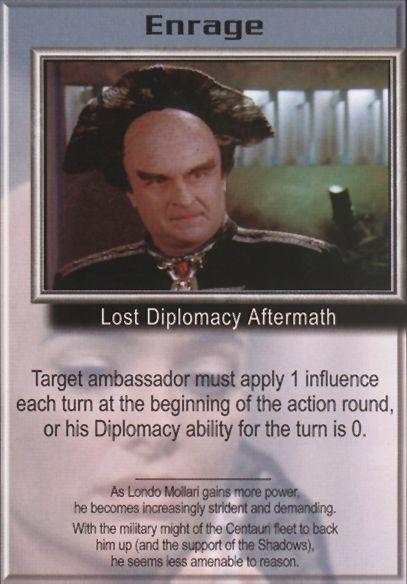 Enrage
Lost Diplomacy Aftermath
Target ambassador must apply 1 influence
each turn at the beginning of the action round,
or his Diplomacy ability for the turn is 0.
As Londo Mollari gains more power,
he becomes increasingly strident and demanding.
With the military might of the Centauri fleet to back
him up (and the support of the Shadows),
he seems less amenable to reason.